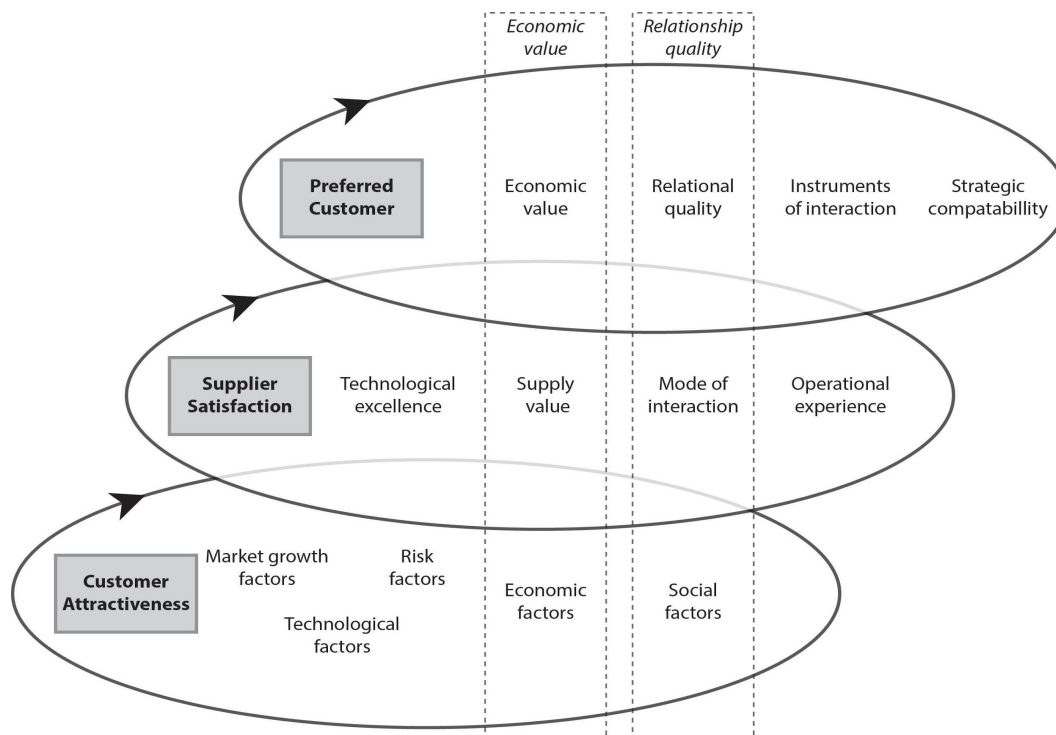 Economic
value
Relationship
quality
Preferred
Customer
Economic
value
Relational
quality
Instruments
of interaction
Strategic
compatabillity
Supplier
Satisfaction
Technological
excellence
Supply
value
Mode of
interaction
Operational
experience
Customer
Attractiveness
Market growth
factors
Risk
factors
Technological
factors
Economic
factors
Social
factors